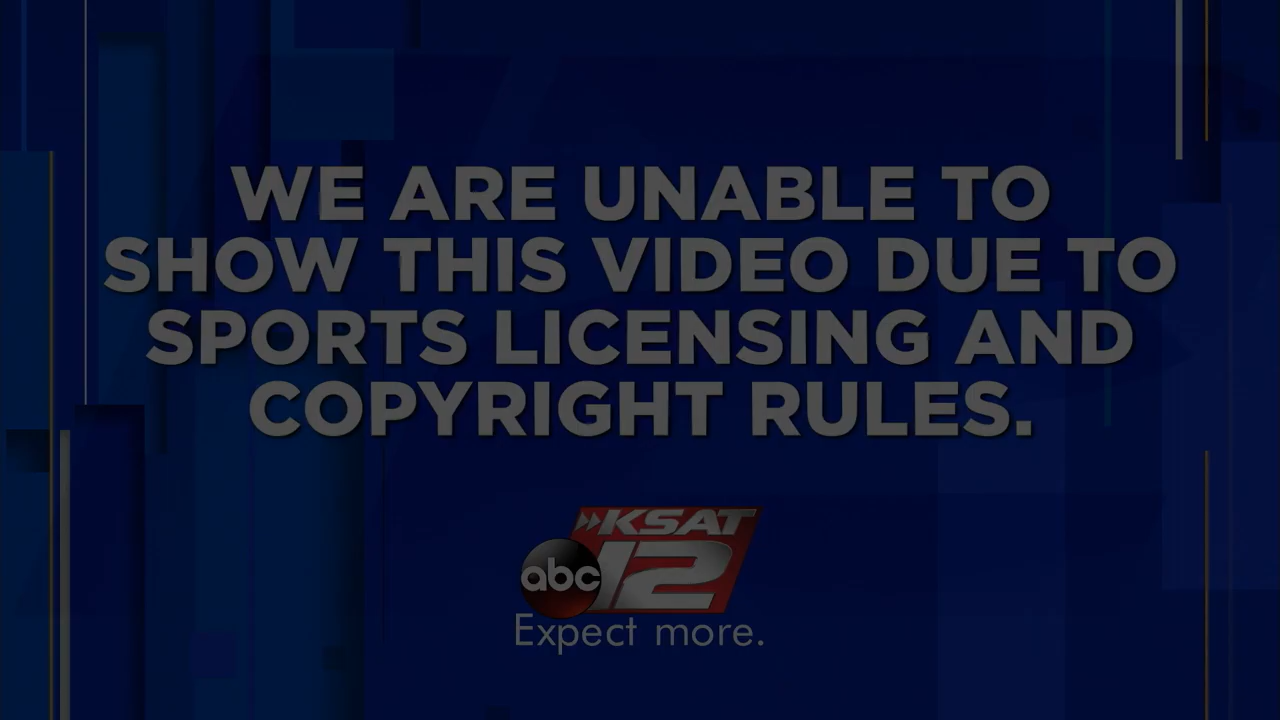 WE ARE UNABLE TO
SHOW THIS VIDEO DUE TO
SPORTS LICENSING AND
COPYRIGHT RULES.
KSAT
abc 12
Expect more.